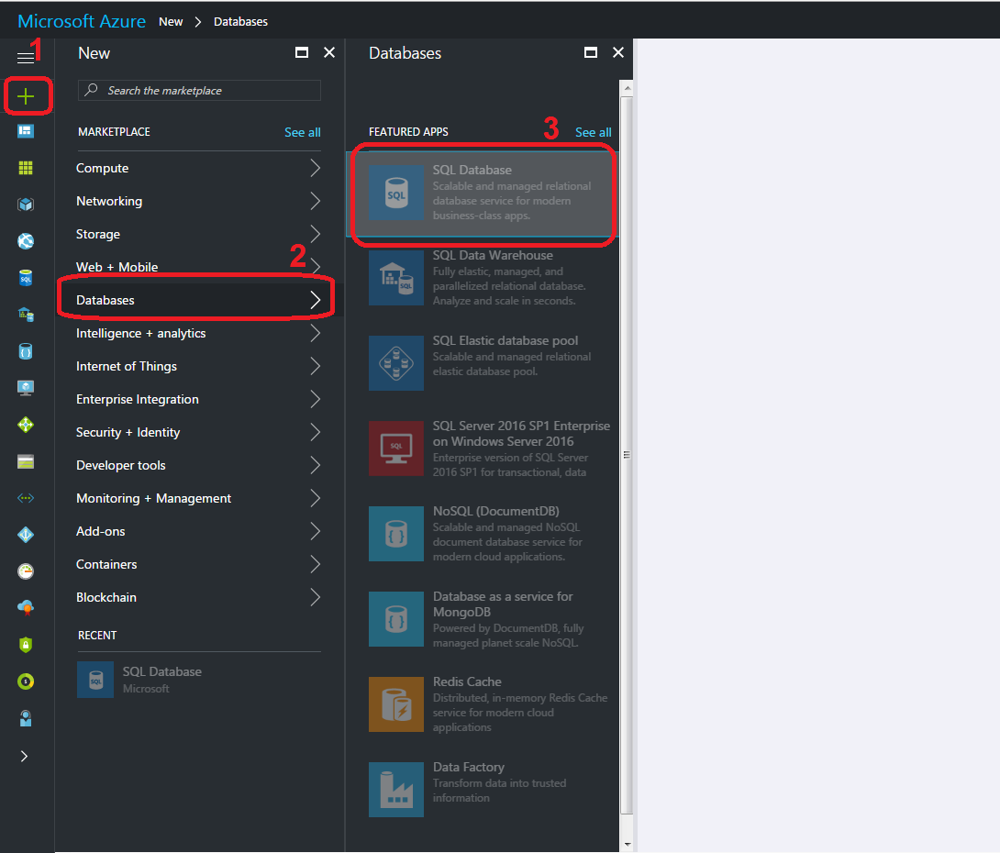 Microsoft Azure New > Databases
1
New
Search the marketplace
MARKETPLACE See all
Compute
Networking
Storage
Web + Mobile
2
Databases
Intelligence + analytics
Internet of Things
Enterprise Integration
Security + Identity
Developer tools
Monitoring + Management
Add-ons
Containers
Blockchain
RECENT
SQL
SQL Database
Microsoft
SQL
Databases
FEATURED APPS See all
3
SQL
SQL Database
Scalable and managed relational
database service for modern
business-class apps.
SQL
SQL Data Warehouse
Fully elastic, managed, and
parallelized relational database.
Analyze and scale in seconds.
SQL Elastic database pool
Scalable and managed relational
elastic database pool.
SQL
SQL Server 2016 SP1 Enterprise
on Windows Server 2016
Enterprise version of SQL Server
2016 SP1 for transactional, data
NoSQL (DocumentDB)
Scalable and managed NoSQL
document database service for
modern cloud applications.
Database as a service for
MongoDB
Powered by DocumentDB, fully
managed planet scale NoSQL.
Redis Cache
Distributed, in-memory Redis Cache
service for modern cloud
applications
Data Factory
Transform data into trusted
information